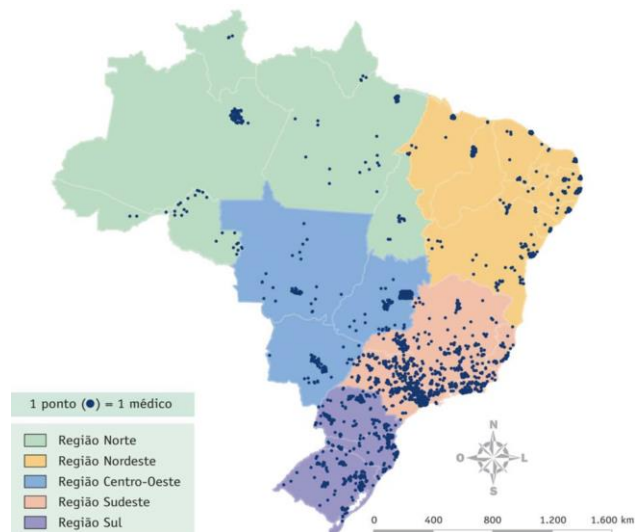 1 ponto (●) = 1 médico
Região Norte
Região Nordeste
Região Centro-Oeste
Região Sudeste
Região Sul
N
O
L
S
0 400 800 1.200 1.600 km